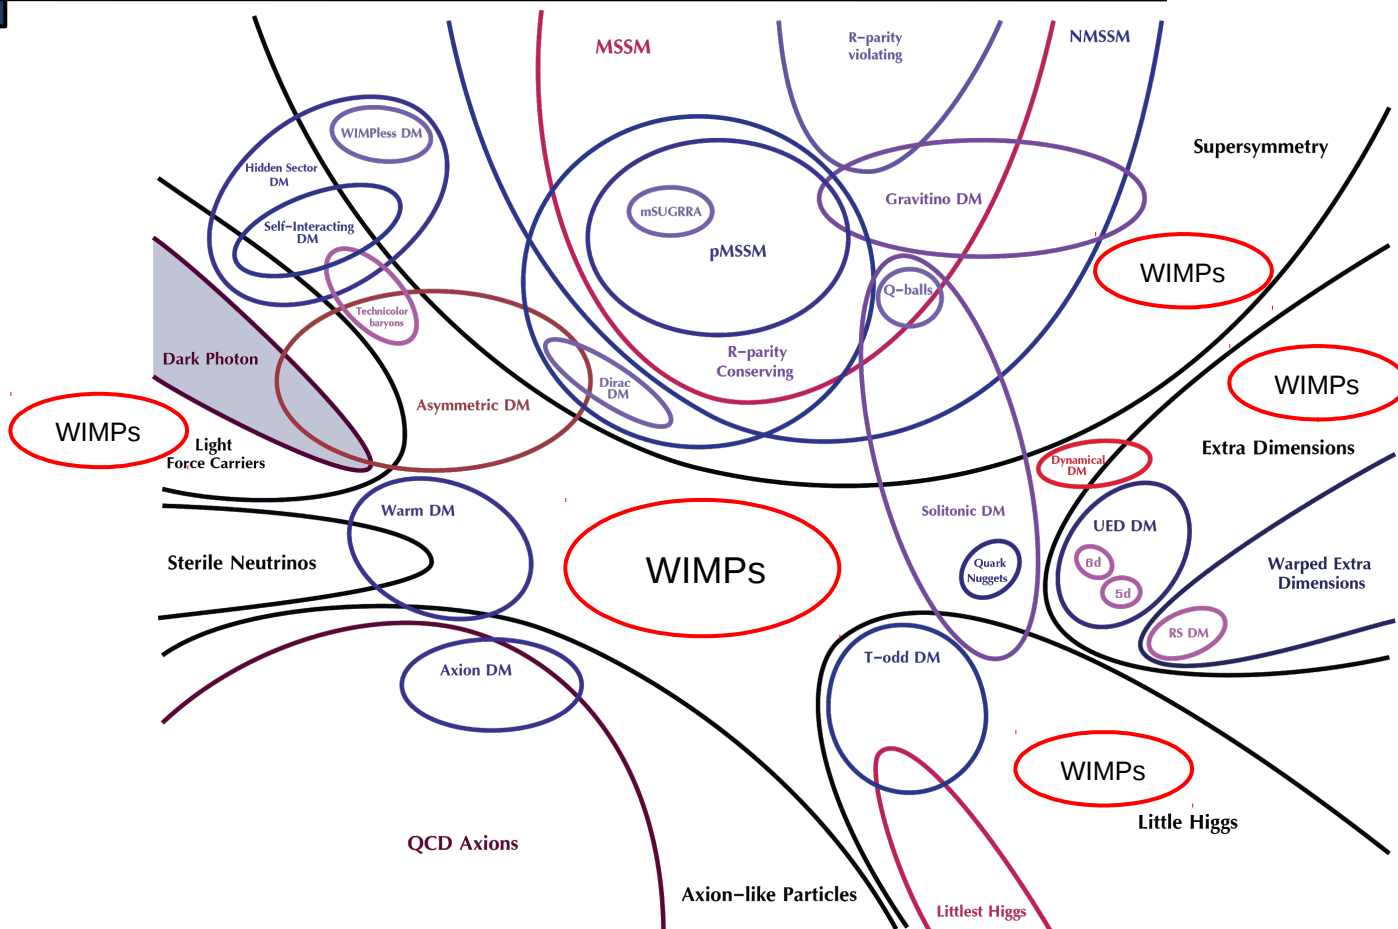 MSSM
R-parity
violating
NMSSM
WIMPless DM
Hidden Sector
DM
Supersymmetry
Self-Interacting
DM
mSUGRRA
Gravitino DM
pMSSM
WIMPs
Q-balls
Technicolor
baryons
Dark Photon
R-parity
Conserving
WIMPs
Dirac
DM
Asymmetric DM
WIMPs
Light
Force Carriers
Extra Dimensions
Dynamical
DM
Warm DM
Solitonic DM
UED DM
Sterile Neutrinos
WIMPs
Quark
Nuggets
6d
5d
Warped Extra
Dimensions
RS DM
Axion DM
T-odd DM
WIMPs
Little Higgs
QCD Axions
Axion-like Particles
Littlest Higgs